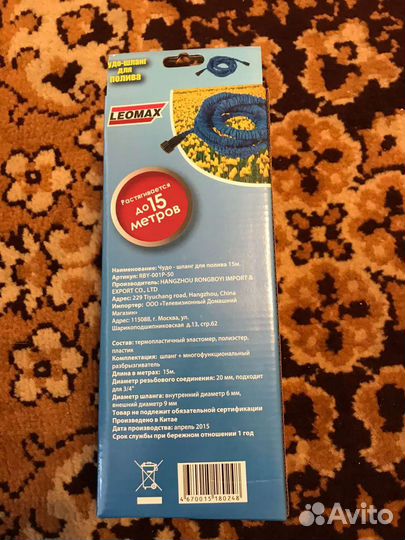 чудо-шланг
для
полива
LEOMAX
Растягивается
до 15
метров
Наименование: Чудо - шланг для полива 15м.
Артикул: RBY-001P-50
Производитель: HANGZHOU RONGBOYI IMPORT &
EXPORT CO., LTD
Адрес: 229 Tiyuchang road, Hangzhou, China
Импортер: ООО «Телевизионный Домашний
Магазин»
Адрес: 115088, г. Москва, ул.
Шарикоподшипниковская д.13, стр.62
Состав: термопластичный эластомер, полиэстер,
пластик
Комплектация: шланг + многофункциональный
разбрызгиватель
Длина в метрах: 15м.
Диаметр резьбового соединения: 20 мм, подходит
для 3/4"
Диаметр шланга: внутренний диаметр 6 мм,
внешний диаметр 9 мм
Товар не подлежит обязательной сертификации
Произведено в Китае
Дата производства: апрель 2015
Срок службы при бережном отношении 1 год
4670015180248
Avito